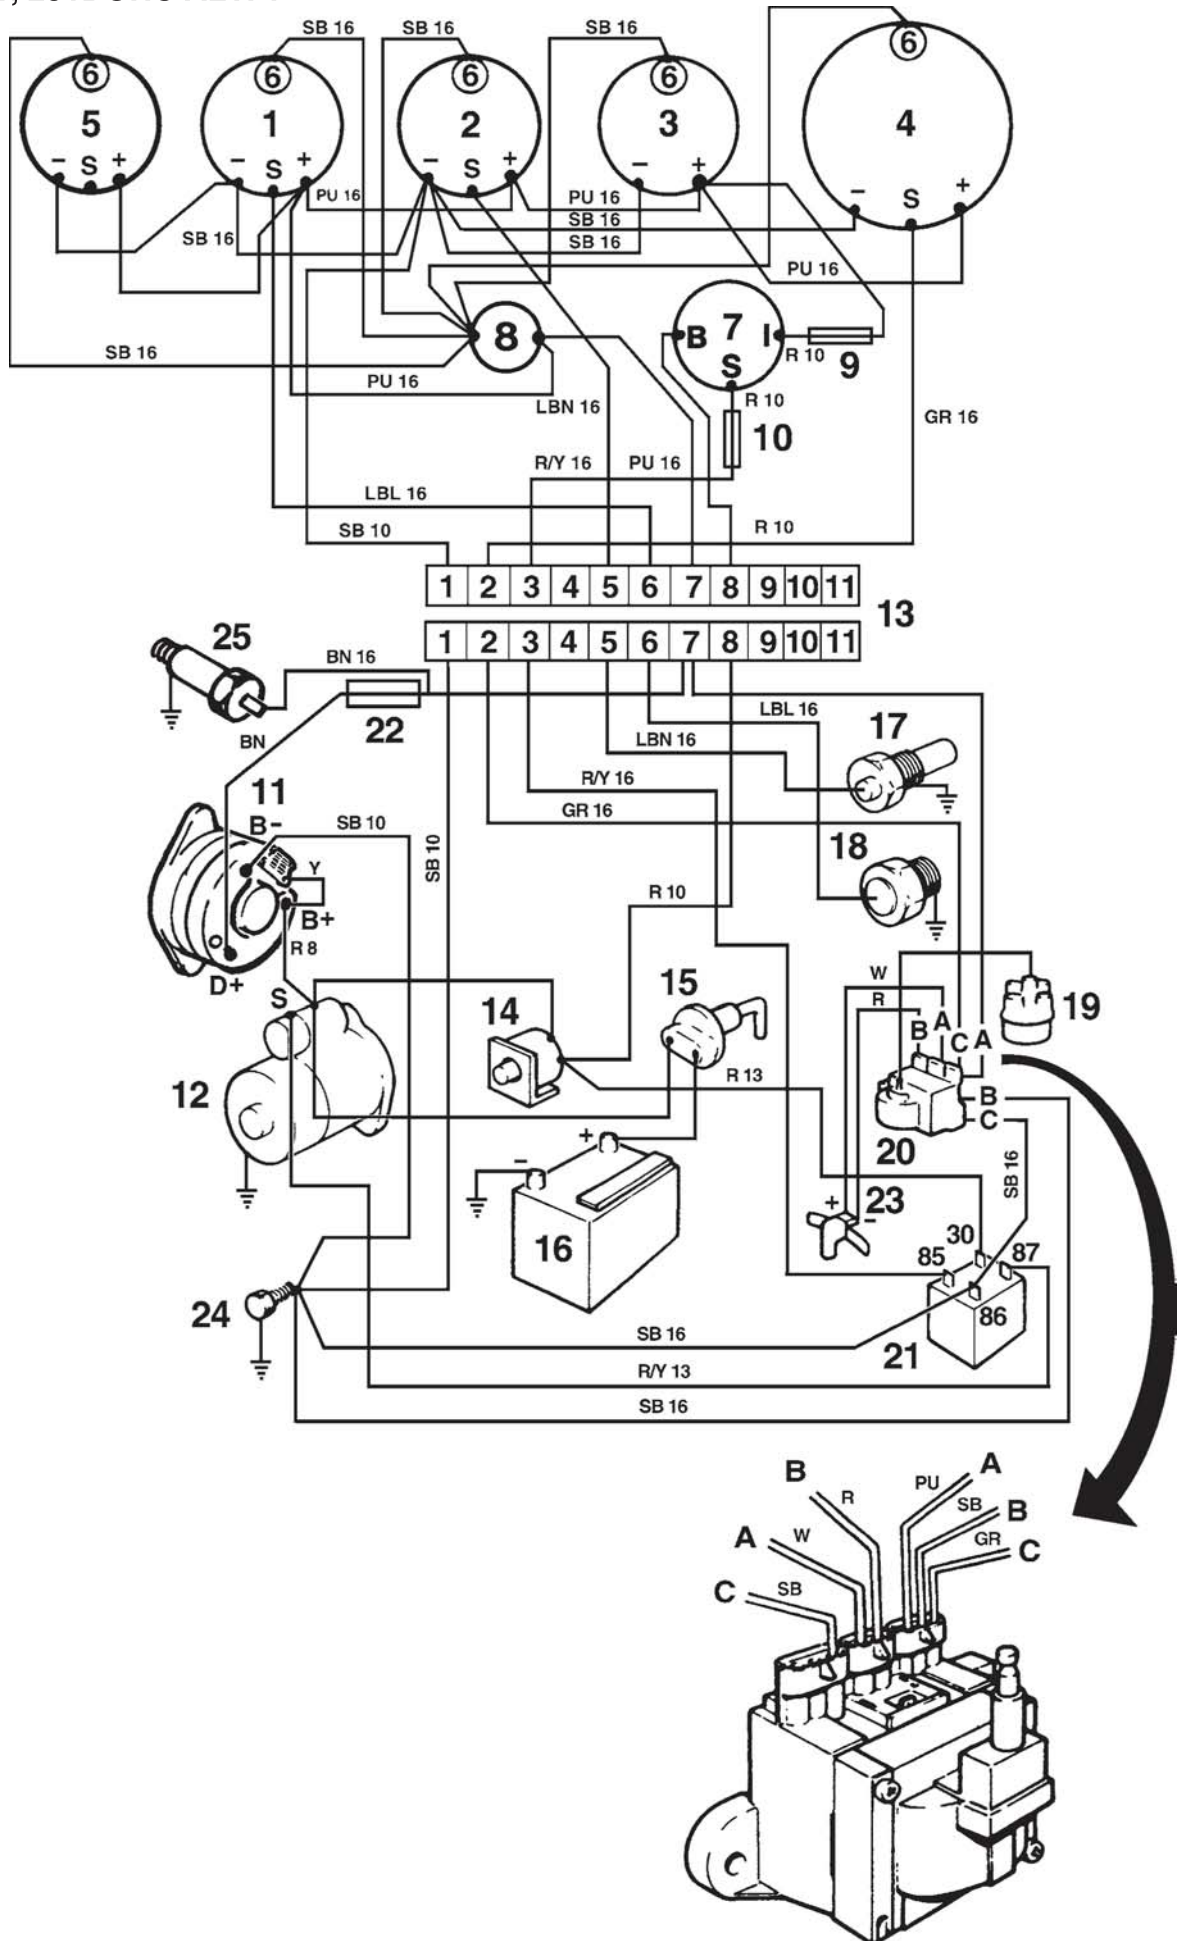 SB 16 SB 16 SB 16
6 6 6 6 6
5 1 2 3 4
- S + - S + - S + - + - S +
PU 16 PU 16
SB 16
SB 16 SB 16
PU 16
8 B 7 I
S
SB 16 R 10 9
PU 16 R 10
LBN 16 GR 16
10
R/Y 16 PU 16
LBL 16
SB 10 R 10
1 2 3 4 5 6 7 8 9 10 11
13
1 2 3 4 5 6 7 8 9 10 11
25
BN 16
22
LBL 16 17
BN LBN 16
R/Y 16
11
B- SB 10 GR 16
SB 10
18
Y
R 10
B+
R 8
D+ S
15 W
14 R 19
B A C A
R 13
12 B
C
+ 20
- SB 16
+ 23
-
16 30
85 87
24 86
SB 16
21
R/Y 13
SB 16
B A
R PU
SB B
A W
GR C
C SB